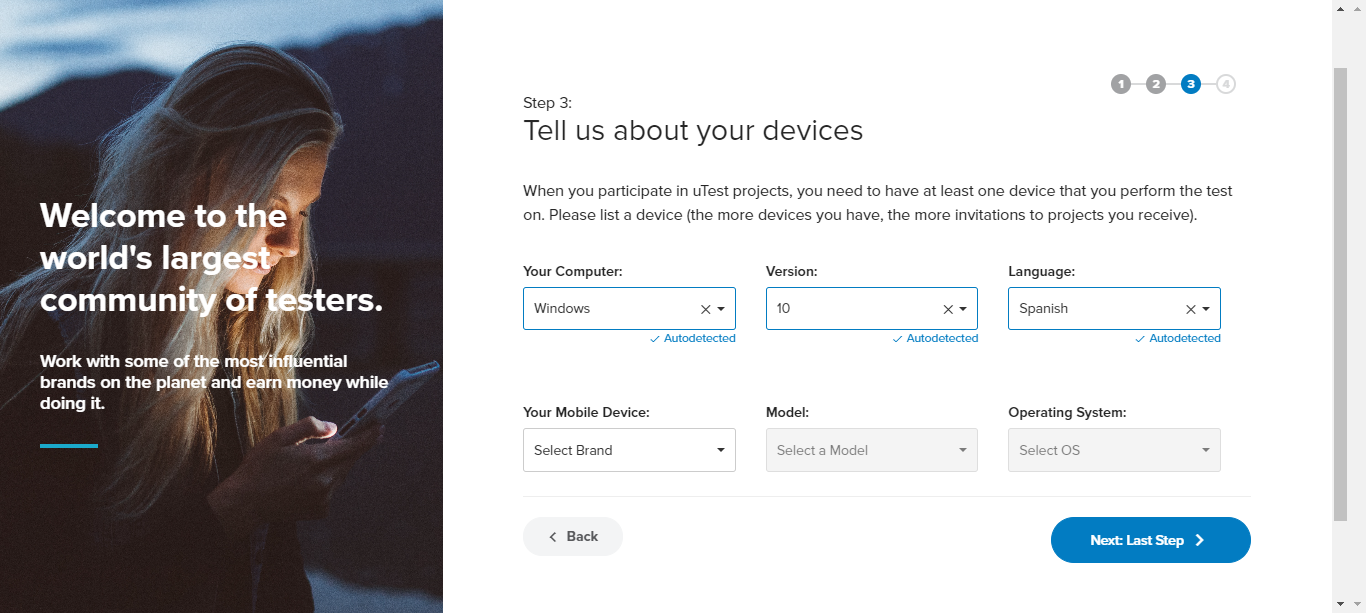 Welcome to the
world's largest
community of testers.
Work with some of the most influential
brands on the planet and earn money while
doing it.
1 2 3 4
Step 3:
Tell us about your devices
When you participate in uTest projects, you need to have at least one device that you perform the test
on. Please list a device (the more devices you have, the more invitations to projects you receive).
Your Computer: Version: Language:
Windows 10 Spanish
Autodetected Autodetected Autodetected
Your Mobile Device: Model: Operating System:
Select Brand Select a Model Select OS
Back Next: Last Step